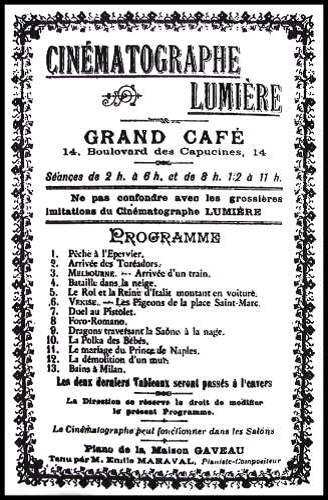 CINÉMATOGRAPHE
LUMIÈRE
GRAND CAFÉ
14, Boulevard des Capucines, 14
Séances de 2 h. à 6 h. et de 8 h. 1/2 à 11 h.
Ne pas confondre avec les grossières
imitations du Cinématographe LUMIÈRE
PROGRAMME
1. Pêche à l'Epervier.
2. Arrivée des Toréadors.
3. MELBOURNE. — Arrivée d'un train.
4. Bataille dans la neige.
5. Le Roi et la Reine d'Italie montant en voiture.
6. VENISE. — Les Pigeons de la place Saint-Marc.
7. Duel au Pistolet.
8. Foro-Romano.
9. Dragons traversant la Saône à la nage.
10. La Polka des Bébés.
11. Le mariage du Prince de Naples.
12. La démolition d'un mur.
13. Bains à Milan.
Les deux derniers Tableaux seront passés à l'envers
La Direction se réserve le droit de modifier
le présent Programme.
Le Cinématographe peut fonctionner dans les Salons
Piano de la Maison GAVEAU
Tenu par M. Emile MARAVAL, Pianiste-Compositeur